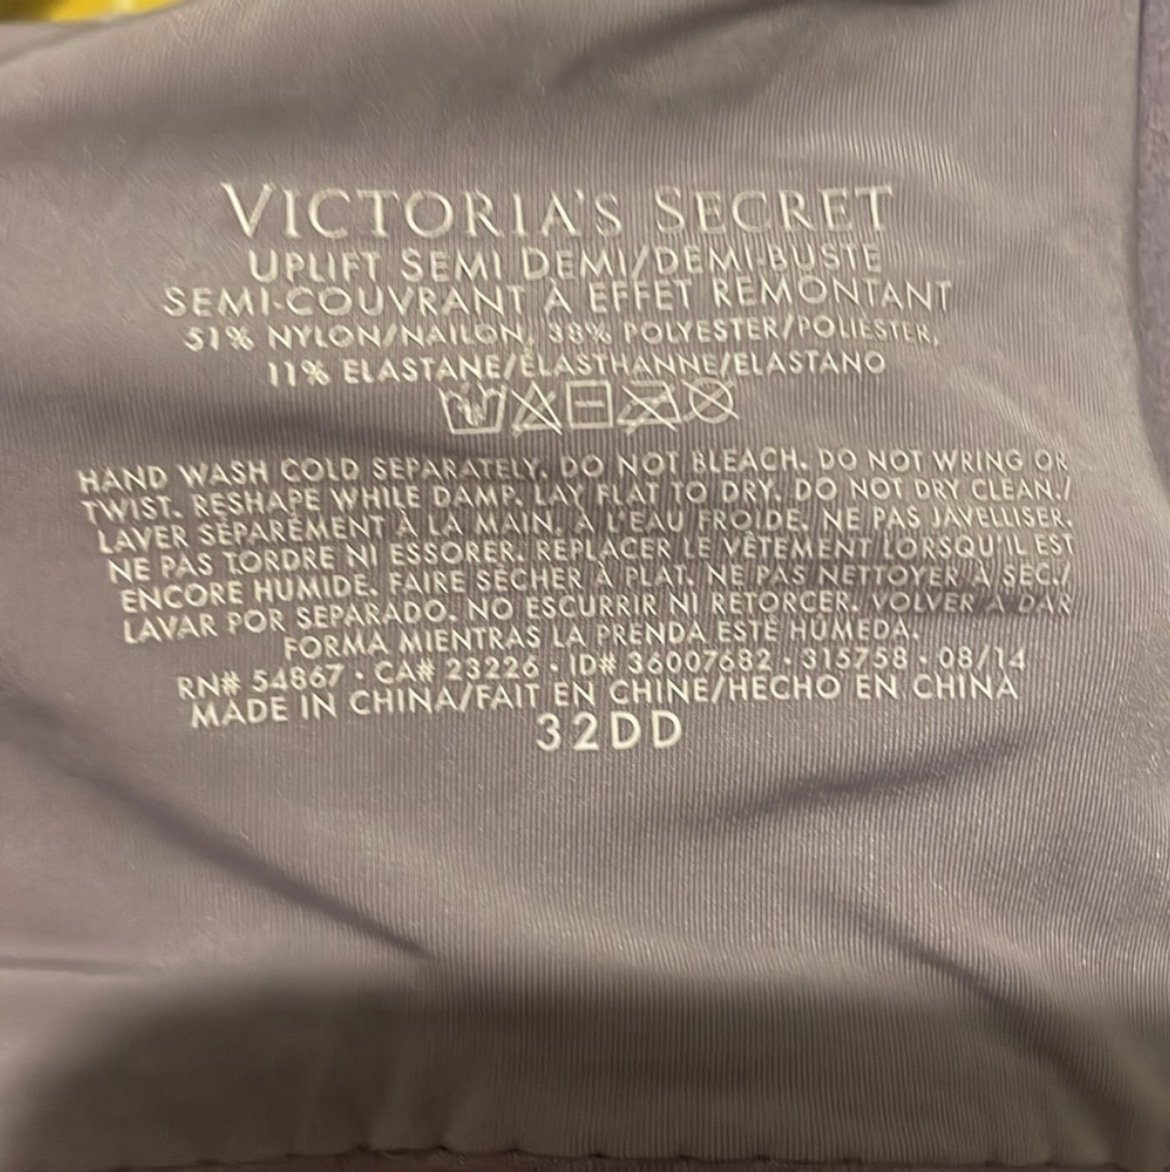 VICTORIA'S SECRET
UPLIFT SEMI DEMI/DEMI-BUSTE
SEMI-COUVRANT À EFFET REMONTANT
51% NYLON/NAILON, 38% POLYESTER/POLIÉSTER,
11% ELASTANE/ÉLASTHANNE/ELASTANO
HAND WASH COLD SEPARATELY. DO NOT BLEACH. DO NOT WRING OR
TWIST. RESHAPE WHILE DAMP. LAY FLAT TO DRY. DO NOT DRY CLEAN./
LAVER SÉPARÉMENT À LA MAIN, À L'EAU FROIDE. NE PAS JAVELLISER.
NE PAS TORDRE NI ESSORER. REPLACER LE VÊTEMENT LORSQU'IL EST
ENCORE HUMIDE. FAIRE SÉCHER À PLAT. NE PAS NETTOYER À SEC./
LAVAR POR SEPARADO. NO ESCURRIR NI RETORCER. VOLVER A DAR
FORMA MIENTRAS LA PRENDA ESTÉ HÚMEDA.
RN# 54867 · CA# 23226 · ID# 36007682 · 315758 · 08/14
MADE IN CHINA/FAIT EN CHINE/HECHO EN CHINA
32DD